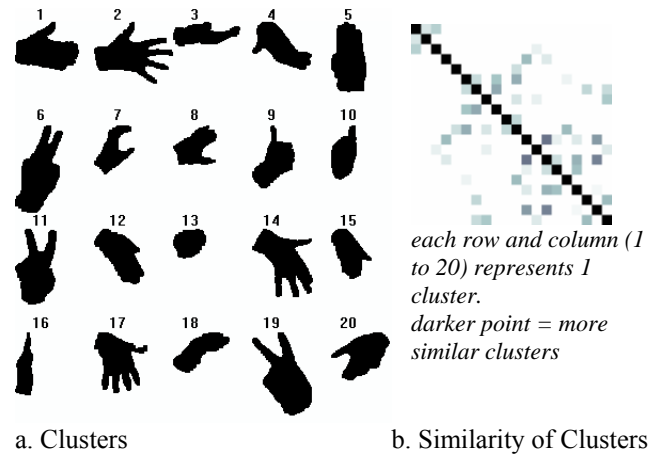 1 2 3 4 5
6 7 8 9 10
11 12 13 14 15
16 17 18 19 20
each row and column (1
to 20) represents 1
cluster.
darker point = more
similar clusters
a. Clusters
b. Similarity of Clusters